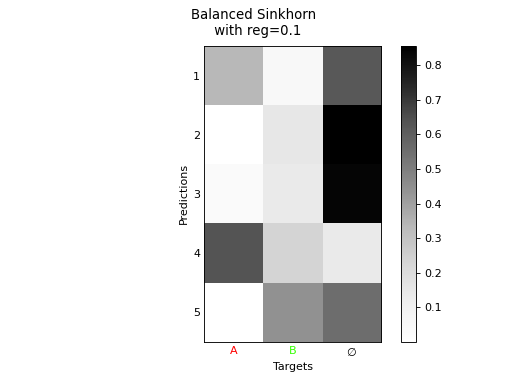 Balanced Sinkhorn
with reg=0.1
1
2
3
4
5
Predictions
A B ∅
Targets
0.8
0.7
0.6
0.5
0.4
0.3
0.2
0.1